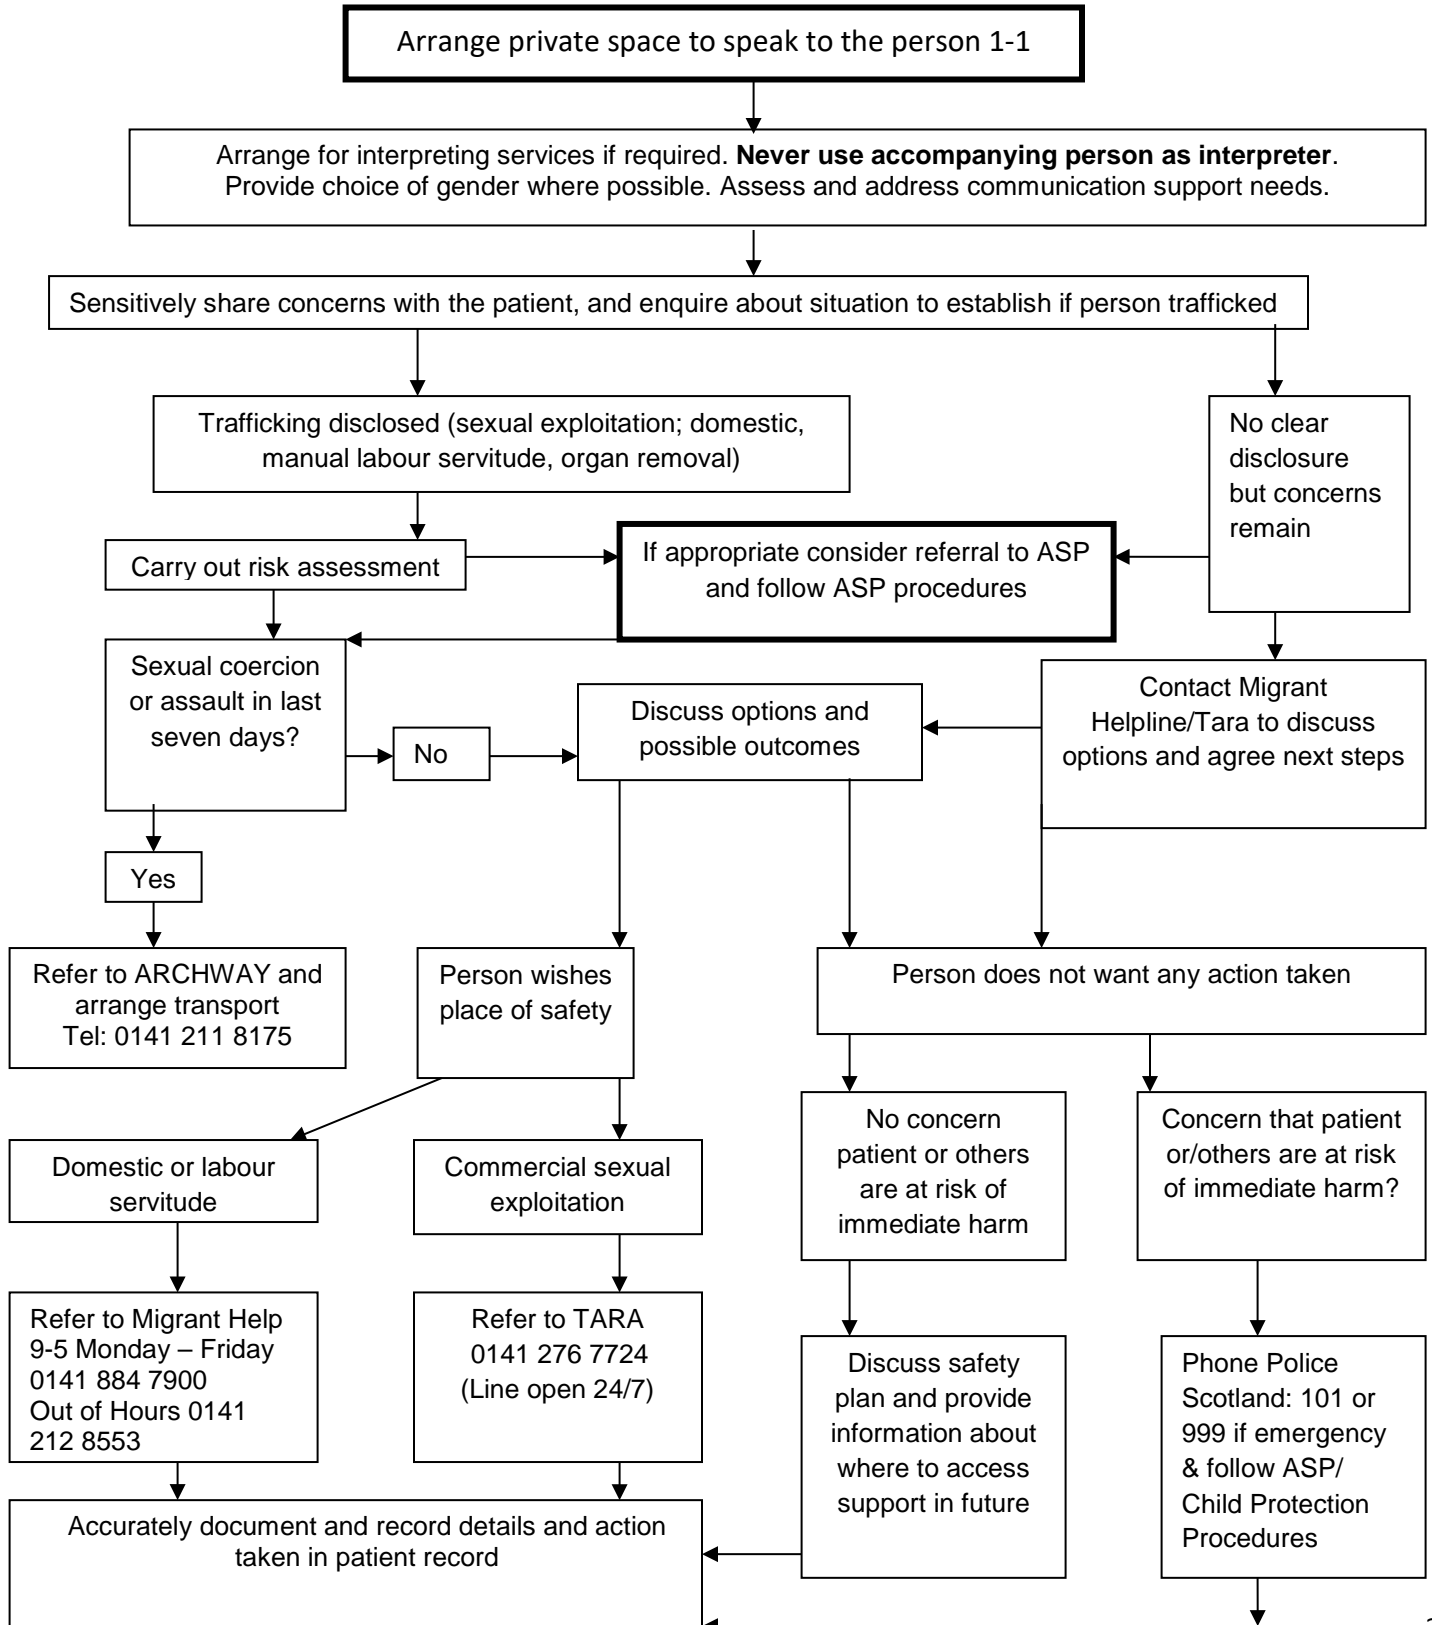 Arrange private space to speak to the person 1-1
Arrange for interpreting services if required. Never use accompanying person as interpreter.
Provide choice of gender where possible. Assess and address communication support needs.
Sensitively share concerns with the patient, and enquire about situation to establish if person trafficked
Trafficking disclosed (sexual exploitation; domestic,
manual labour servitude, organ removal)
No clear
disclosure
but concerns
remain
Carry out risk assessment
If appropriate consider referral to ASP
and follow ASP procedures
Sexual coercion
or assault in last
seven days?
No
Discuss options and
possible outcomes
Contact Migrant
Helpline/Tara to discuss
options and agree next steps
Yes
Refer to ARCHWAY and
arrange transport
Tel: 0141 211 8175
Person wishes
place of safety
Person does not want any action taken
Domestic or labour
servitude
Commercial sexual
exploitation
No concern
patient or others
are at risk of
immediate harm
Concern that patient
or/others are at risk
of immediate harm?
Refer to Migrant Help
9-5 Monday – Friday
0141 884 7900
Out of Hours 0141
212 8553
Refer to TARA
0141 276 7724
(Line open 24/7)
Discuss safety
plan and provide
information about
where to access
support in future
Phone Police
Scotland: 101 or
999 if emergency
& follow ASP/
Child Protection
Procedures
Accurately document and record details and action
taken in patient record